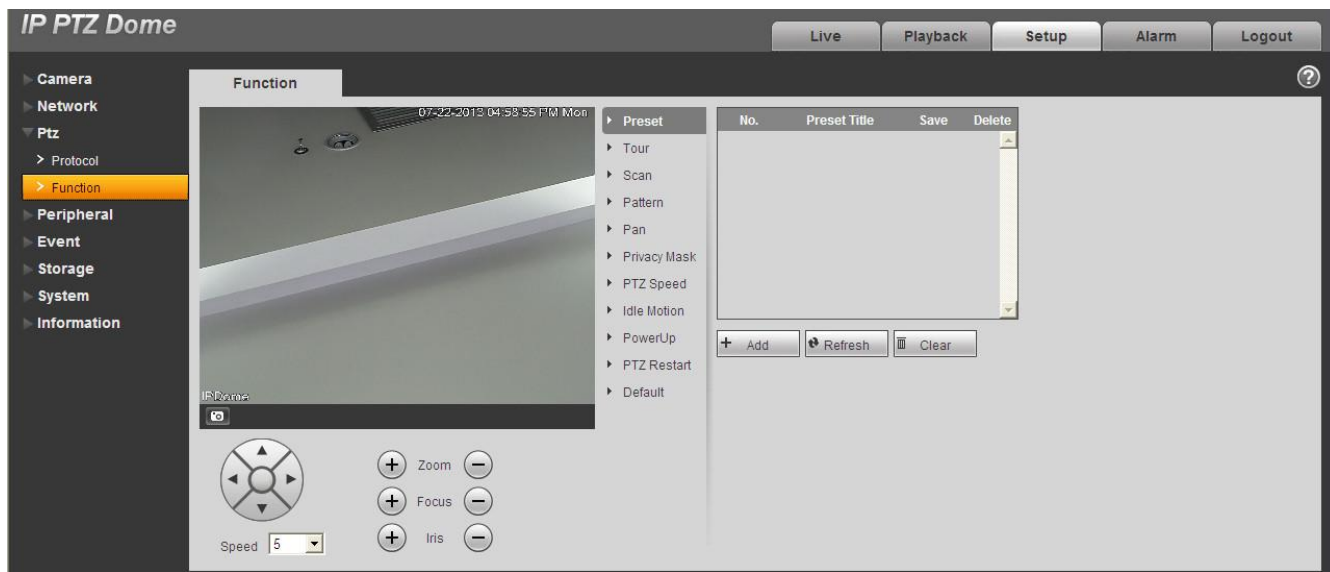 IP PTZ Dome
Live
Playback
Setup
Alarm
Logout
Camera
Network
Ptz
Protocol
Function
Peripheral
Event
Storage
System
Information
Function
07-22-2013 04:58:55 PM Mon
IPDome
Preset
Tour
Scan
Pattern
Pan
Privacy Mask
PTZ Speed
Idle Motion
PowerUp
PTZ Restart
Default
No. Preset Title Save Delete
Add
Refresh
Clear
Zoom
Focus
Iris
Speed 5